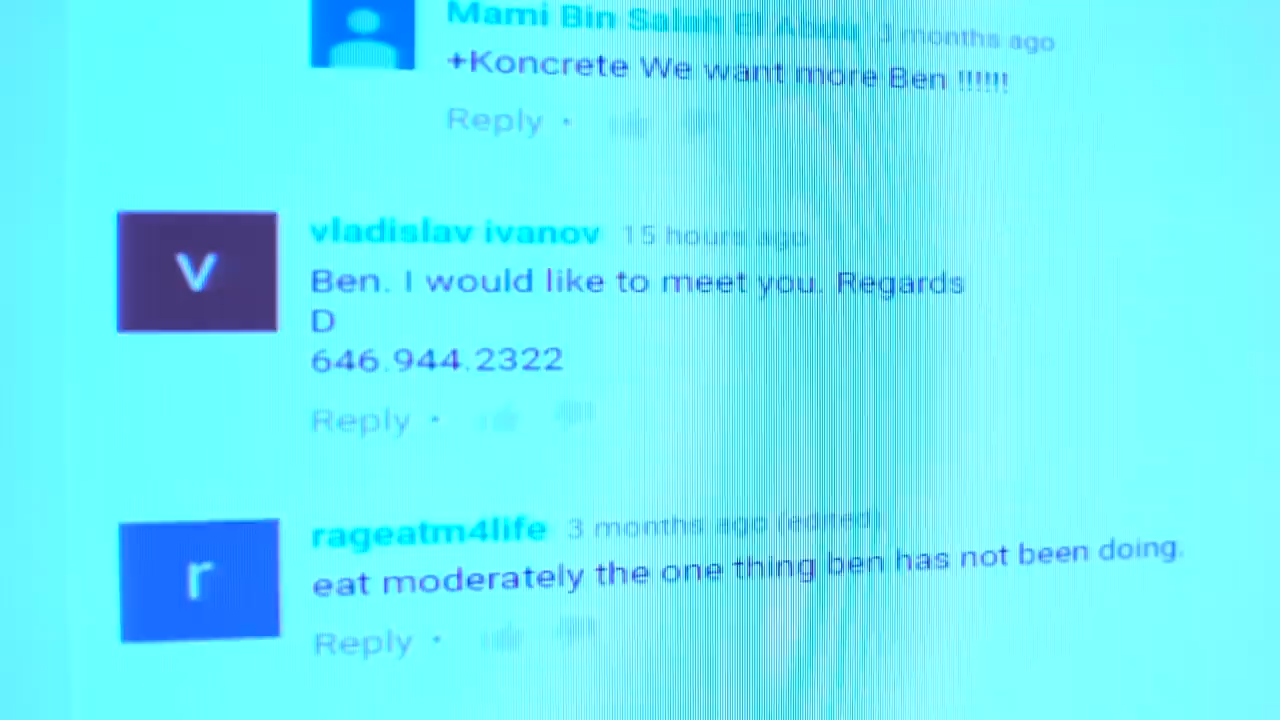 Mami Bin Salah El Abdu 3 months ago
+Koncrete We want more Ben !!!!!!
Reply •
v
vladislav ivanov 15 hours ago
Ben. I would like to meet you. Regards
D
646.944.2322
Reply •
r
rageatm4life 3 months ago (edited)
eat moderately the one thing ben has not been doing.
Reply •